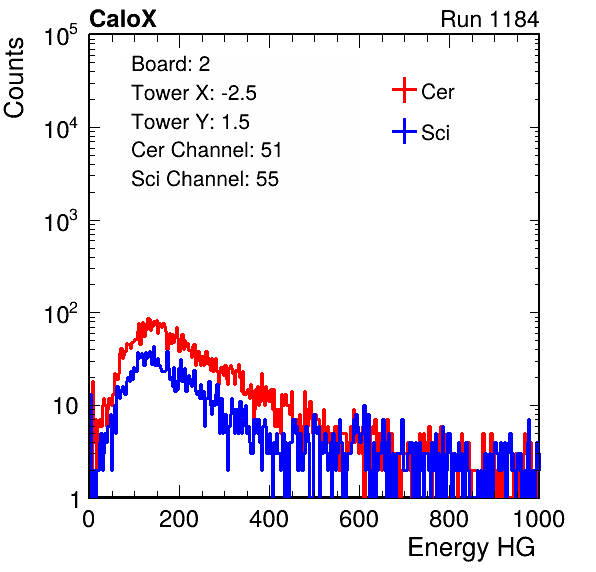 CaloX Run 1184
Counts
10^5
10^4
10^3
10^2
10
1
Board: 2
Tower X: -2.5
Tower Y: 1.5
Cer Channel: 51
Sci Channel: 55
Cer
Sci
0 200 400 600 800 1000
Energy HG